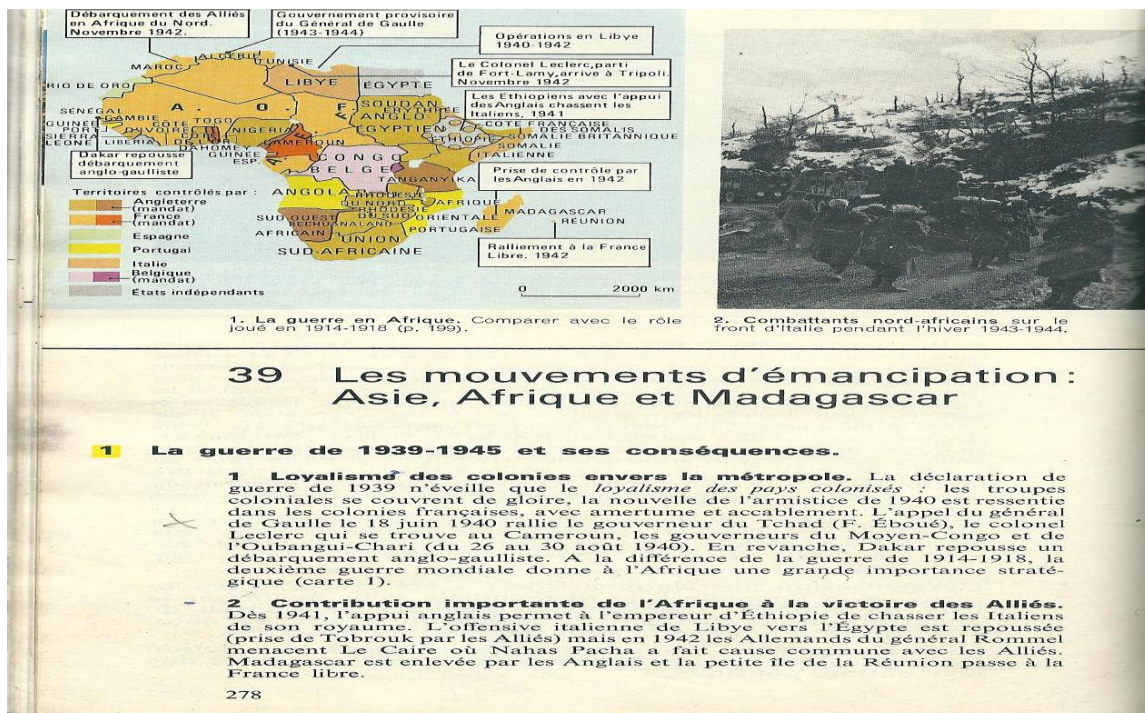 Débarquement des Alliés
en Afrique du Nord.
Novembre 1942.
Gouvernement provisoire
du Général de Gaulle
(1943-1944)
Opérations en Libye
1940-1942
Le Colonel Leclerc, parti
de Fort-Lamy, arrive à Tripoli.
Novembre 1942
Les Éthiopiens avec l'appui
des Anglais chassent les
Italiens, 1941
MAROC
ALGÉRIE
TUNISIE
LIBYE
ÉGYPTE
RIO DE ORO
A. O. F.
SOUDAN
ANGLO
ÉGYPTIEN
ÉRYTHRÉE
CÔTE FRANÇAISE
DES SOMALIS
SOMALIE BRITANNIQUE
ÉTHIOPIE
SOMALIE
ITALIENNE
SÉNÉGAL
GAMBIE
GUINÉE
PORT.
SIERRA
LEONE
LIBERIA
CÔTE
D'IVOIRE
CÔTE
DE L'OR
TOGO
DAHOMEY
NIGERIA
CAMEROUN
GUINÉE
ESP.
A. E. F.
CONGO
BELGE
TANGANYIKA
Dakar repousse
débarquement
anglo-gaulliste
Prise de contrôle par
les Anglais en 1942
ANGOLA
RHODÉSIE
DU NORD
RHODÉSIE
DU SUD
AFRIQUE
ORIENTALE
PORTUGAISE
MADAGASCAR
RÉUNION
SUD OUEST
AFRICAIN
BECHUANALAND
UNION
SUD-AFRICAINE
Ralliement à la France
Libre. 1942
Territoires contrôlés par :
Angleterre
(mandat)
France
(mandat)
Espagne
Portugal
Italie
Belgique
(mandat)
États indépendants
0 2000 km
1. La guerre en Afrique. Comparer avec le rôle
joué en 1914-1918 (p. 199).
2. Combattants nord-africains sur le
front d'Italie pendant l'hiver 1943-1944.
39 Les mouvements d'émancipation :
Asie, Afrique et Madagascar
1 La guerre de 1939-1945 et ses conséquences.
1 Loyalisme des colonies envers la métropole. La déclaration de
guerre de 1939 n'éveille que le loyalisme des pays colonisés : les troupes
coloniales se couvrent de gloire, la nouvelle de l'armistice de 1940 est ressentie
dans les colonies françaises, avec amertume et accablement. L'appel du général
de Gaulle le 18 juin 1940 rallie le gouverneur du Tchad (F. Éboué), le colonel
Leclerc qui se trouve au Cameroun, les gouverneurs du Moyen-Congo et de
l'Oubangui-Chari (du 26 au 30 août 1940). En revanche, Dakar repousse un
débarquement anglo-gaulliste. A la différence de la guerre de 1914-1918, la
deuxième guerre mondiale donne à l'Afrique une grande importance straté-
gique (carte 1).
2 Contribution importante de l'Afrique à la victoire des Alliés.
Dès 1941, l'appui anglais permet à l'empereur d'Éthiopie de chasser les Italiens
de son royaume. L'offensive italienne de Libye vers l'Égypte est repoussée
(prise de Tobrouk par les Alliés) mais en 1942 les Allemands du général Rommel
menacent Le Caire où Nahas Pacha a fait cause commune avec les Alliés.
Madagascar est enlevée par les Anglais et la petite île de la Réunion passe à la
France libre.
278